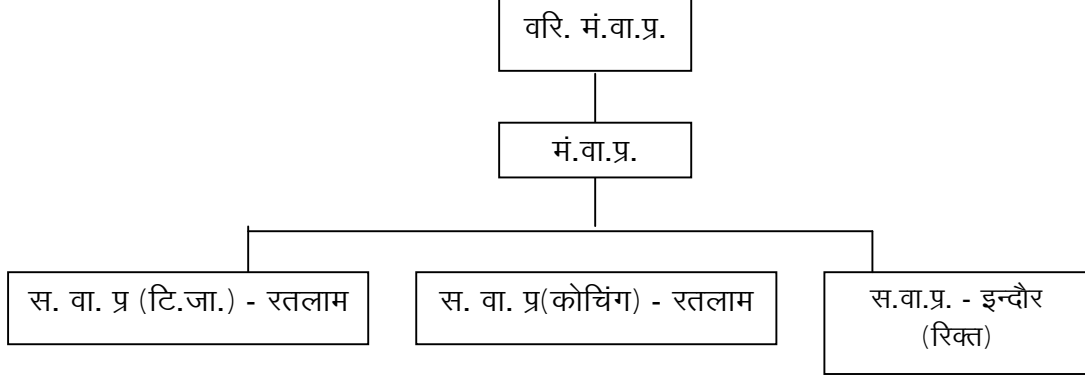 वरि. मं.वा.प्र.
मं.वा.प्र.
स. वा. प्र (टि.जा.) - रतलाम
स. वा. प्र(कोचिंग) - रतलाम
स.वा.प्र. - इन्दौर
(रिक्त)